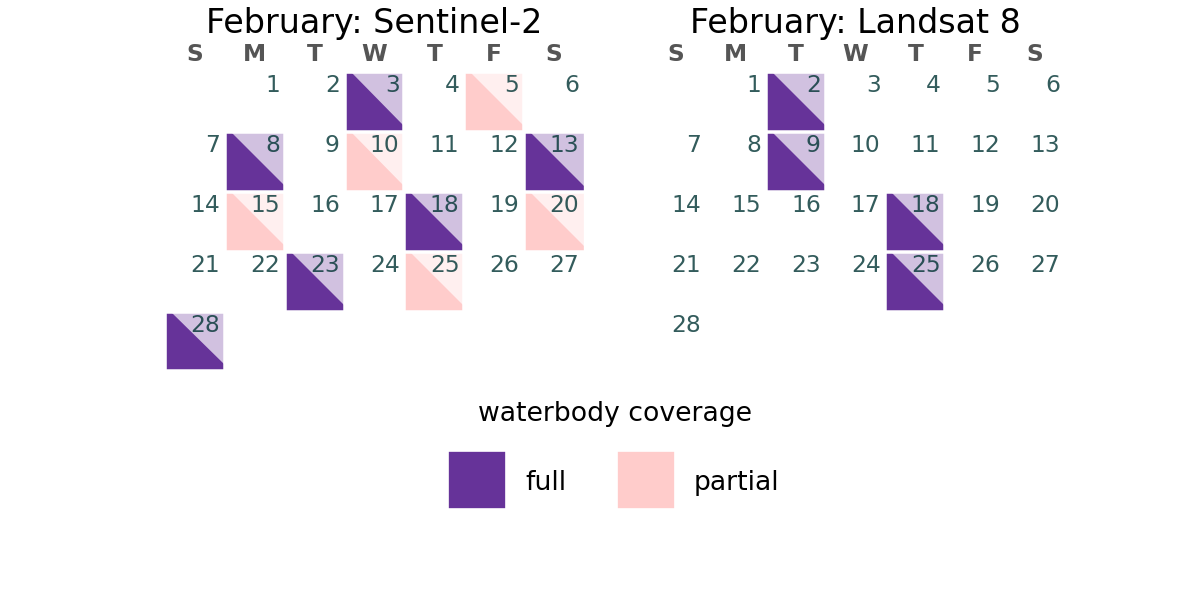 February: Sentinel-2
S M T W T F S
1 2 3 4 5 6
7 8 9 10 11 12 13
14 15 16 17 18 19 20
21 22 23 24 25 26 27
28
February: Landsat 8
S M T W T F S
1 2 3 4 5 6
7 8 9 10 11 12 13
14 15 16 17 18 19 20
21 22 23 24 25 26 27
28
waterbody coverage
full
partial